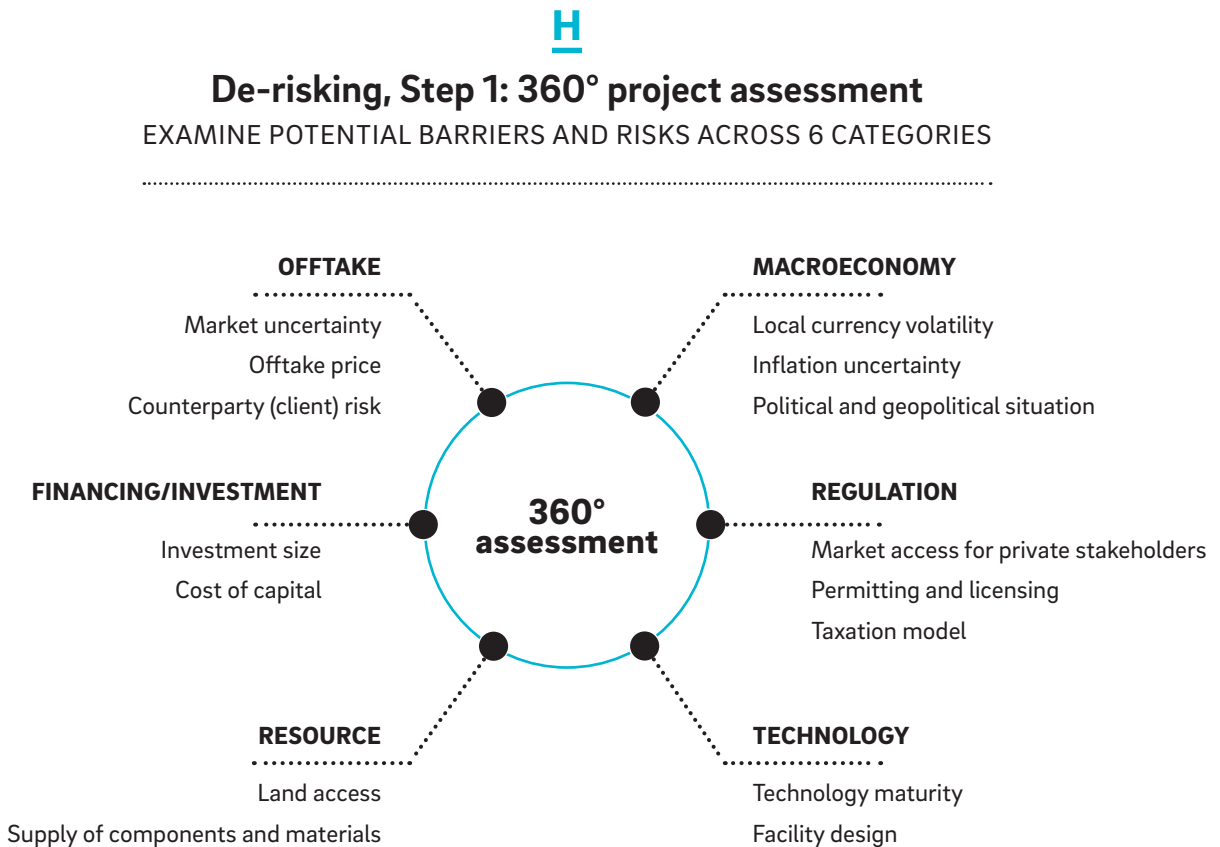 H
De-risking, Step 1: 360° project assessment
EXAMINE POTENTIAL BARRIERS AND RISKS ACROSS 6 CATEGORIES
OFFTAKE
Market uncertainty
Offtake price
Counterparty (client) risk
MACROECONOMY
Local currency volatility
Inflation uncertainty
Political and geopolitical situation
FINANCING/INVESTMENT
Investment size
Cost of capital
360°
assessment
REGULATION
Market access for private stakeholders
Permitting and licensing
Taxation model
RESOURCE
Land access
Supply of components and materials
TECHNOLOGY
Technology maturity
Facility design